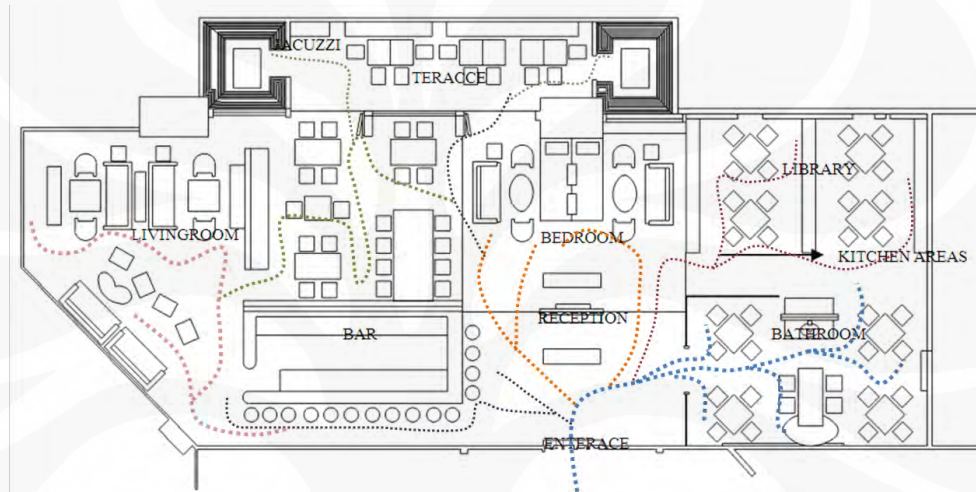 JACUZZI
TERACCE
LIBRARY
LIVINGROOM
BEDROOM
KITCHEN AREAS
RECEPTION
BAR
BATHROOM
ENTERACE